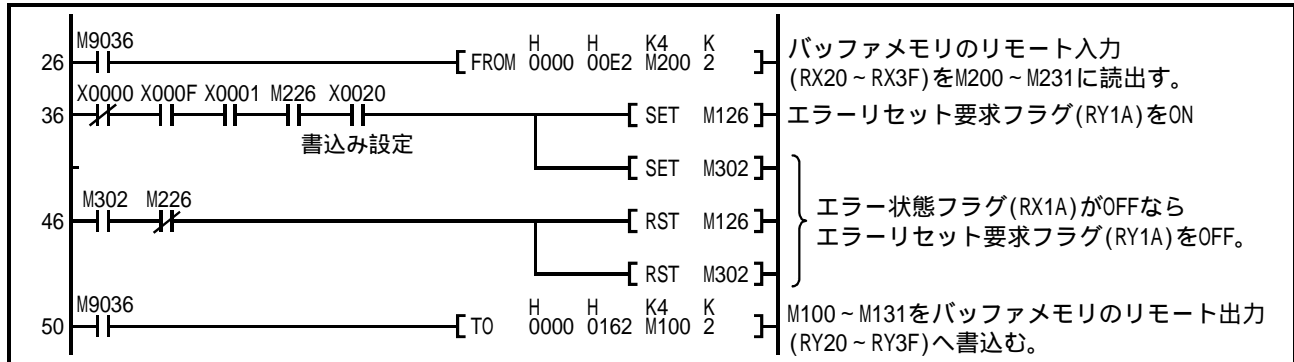 M9036
H H K4 K
26 FROM 0000 00E2 M200 2
バッファメモリのリモート入力
(RX20~RX3F)をM200~M231に読出す。
X0000 X000F X0001 M226 X0020
36 SET M126
エラーリセット要求フラグ(RY1A)をON
書込み設定
SET M302
M302 M226
46 RST M126
エラー状態フラグ(RX1A)がOFFなら
エラーリセット要求フラグ(RY1A)をOFF。
RST M302
M9036
H H K4 K
50 TO 0000 0162 M100 2
M100~M131をバッファメモリのリモート出力
(RY20~RY3F)へ書込む。